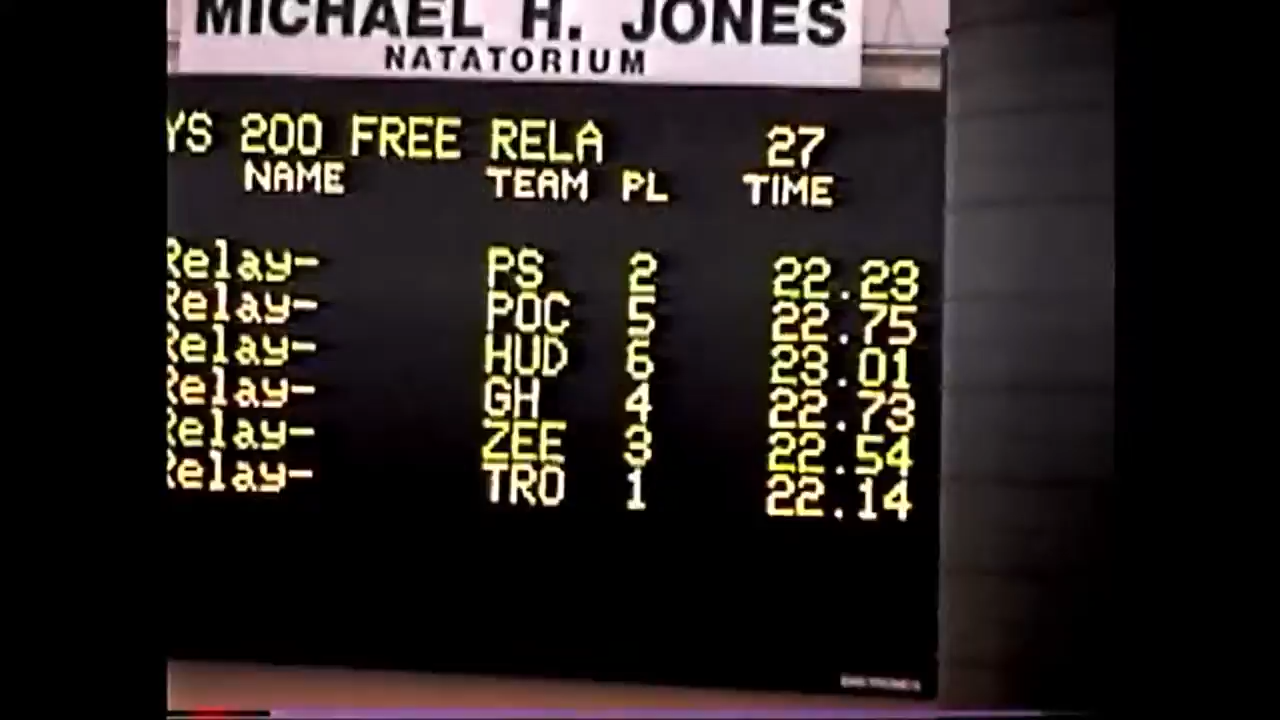 MICHAEL H. JONES
NATATORIUM
YS 200 FREE RELA 27
NAME TEAM PL TIME
Relay- PS 2 22.23
Relay- POC 5 22.75
Relay- HUD 6 23.01
Relay- GH 4 22.73
Relay- ZEE 3 22.54
Relay- TRO 1 22.14